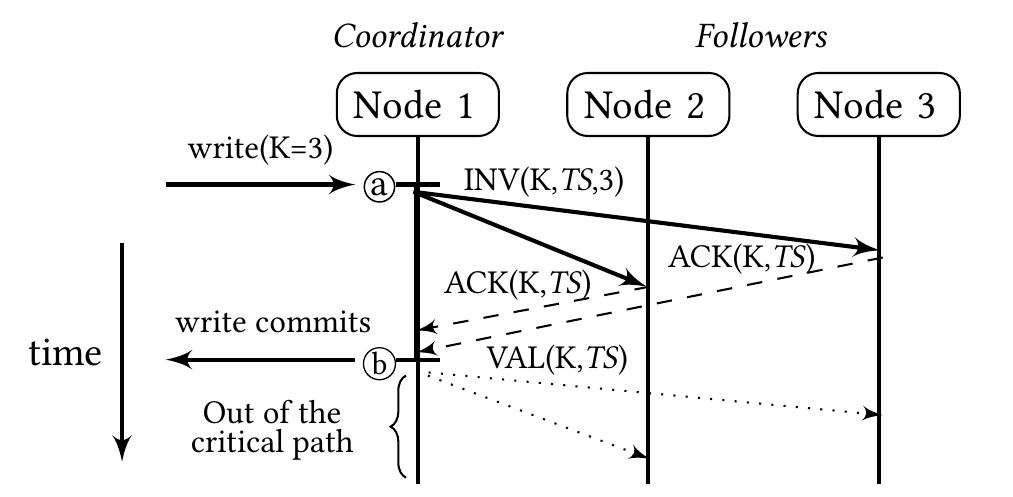 Coordinator
Followers
Node 1
Node 2
Node 3
write(K=3)
ⓐ
INV(K,TS,3)
ACK(K,TS)
ACK(K,TS)
write commits
time
ⓑ
VAL(K,TS)
Out of the
critical path